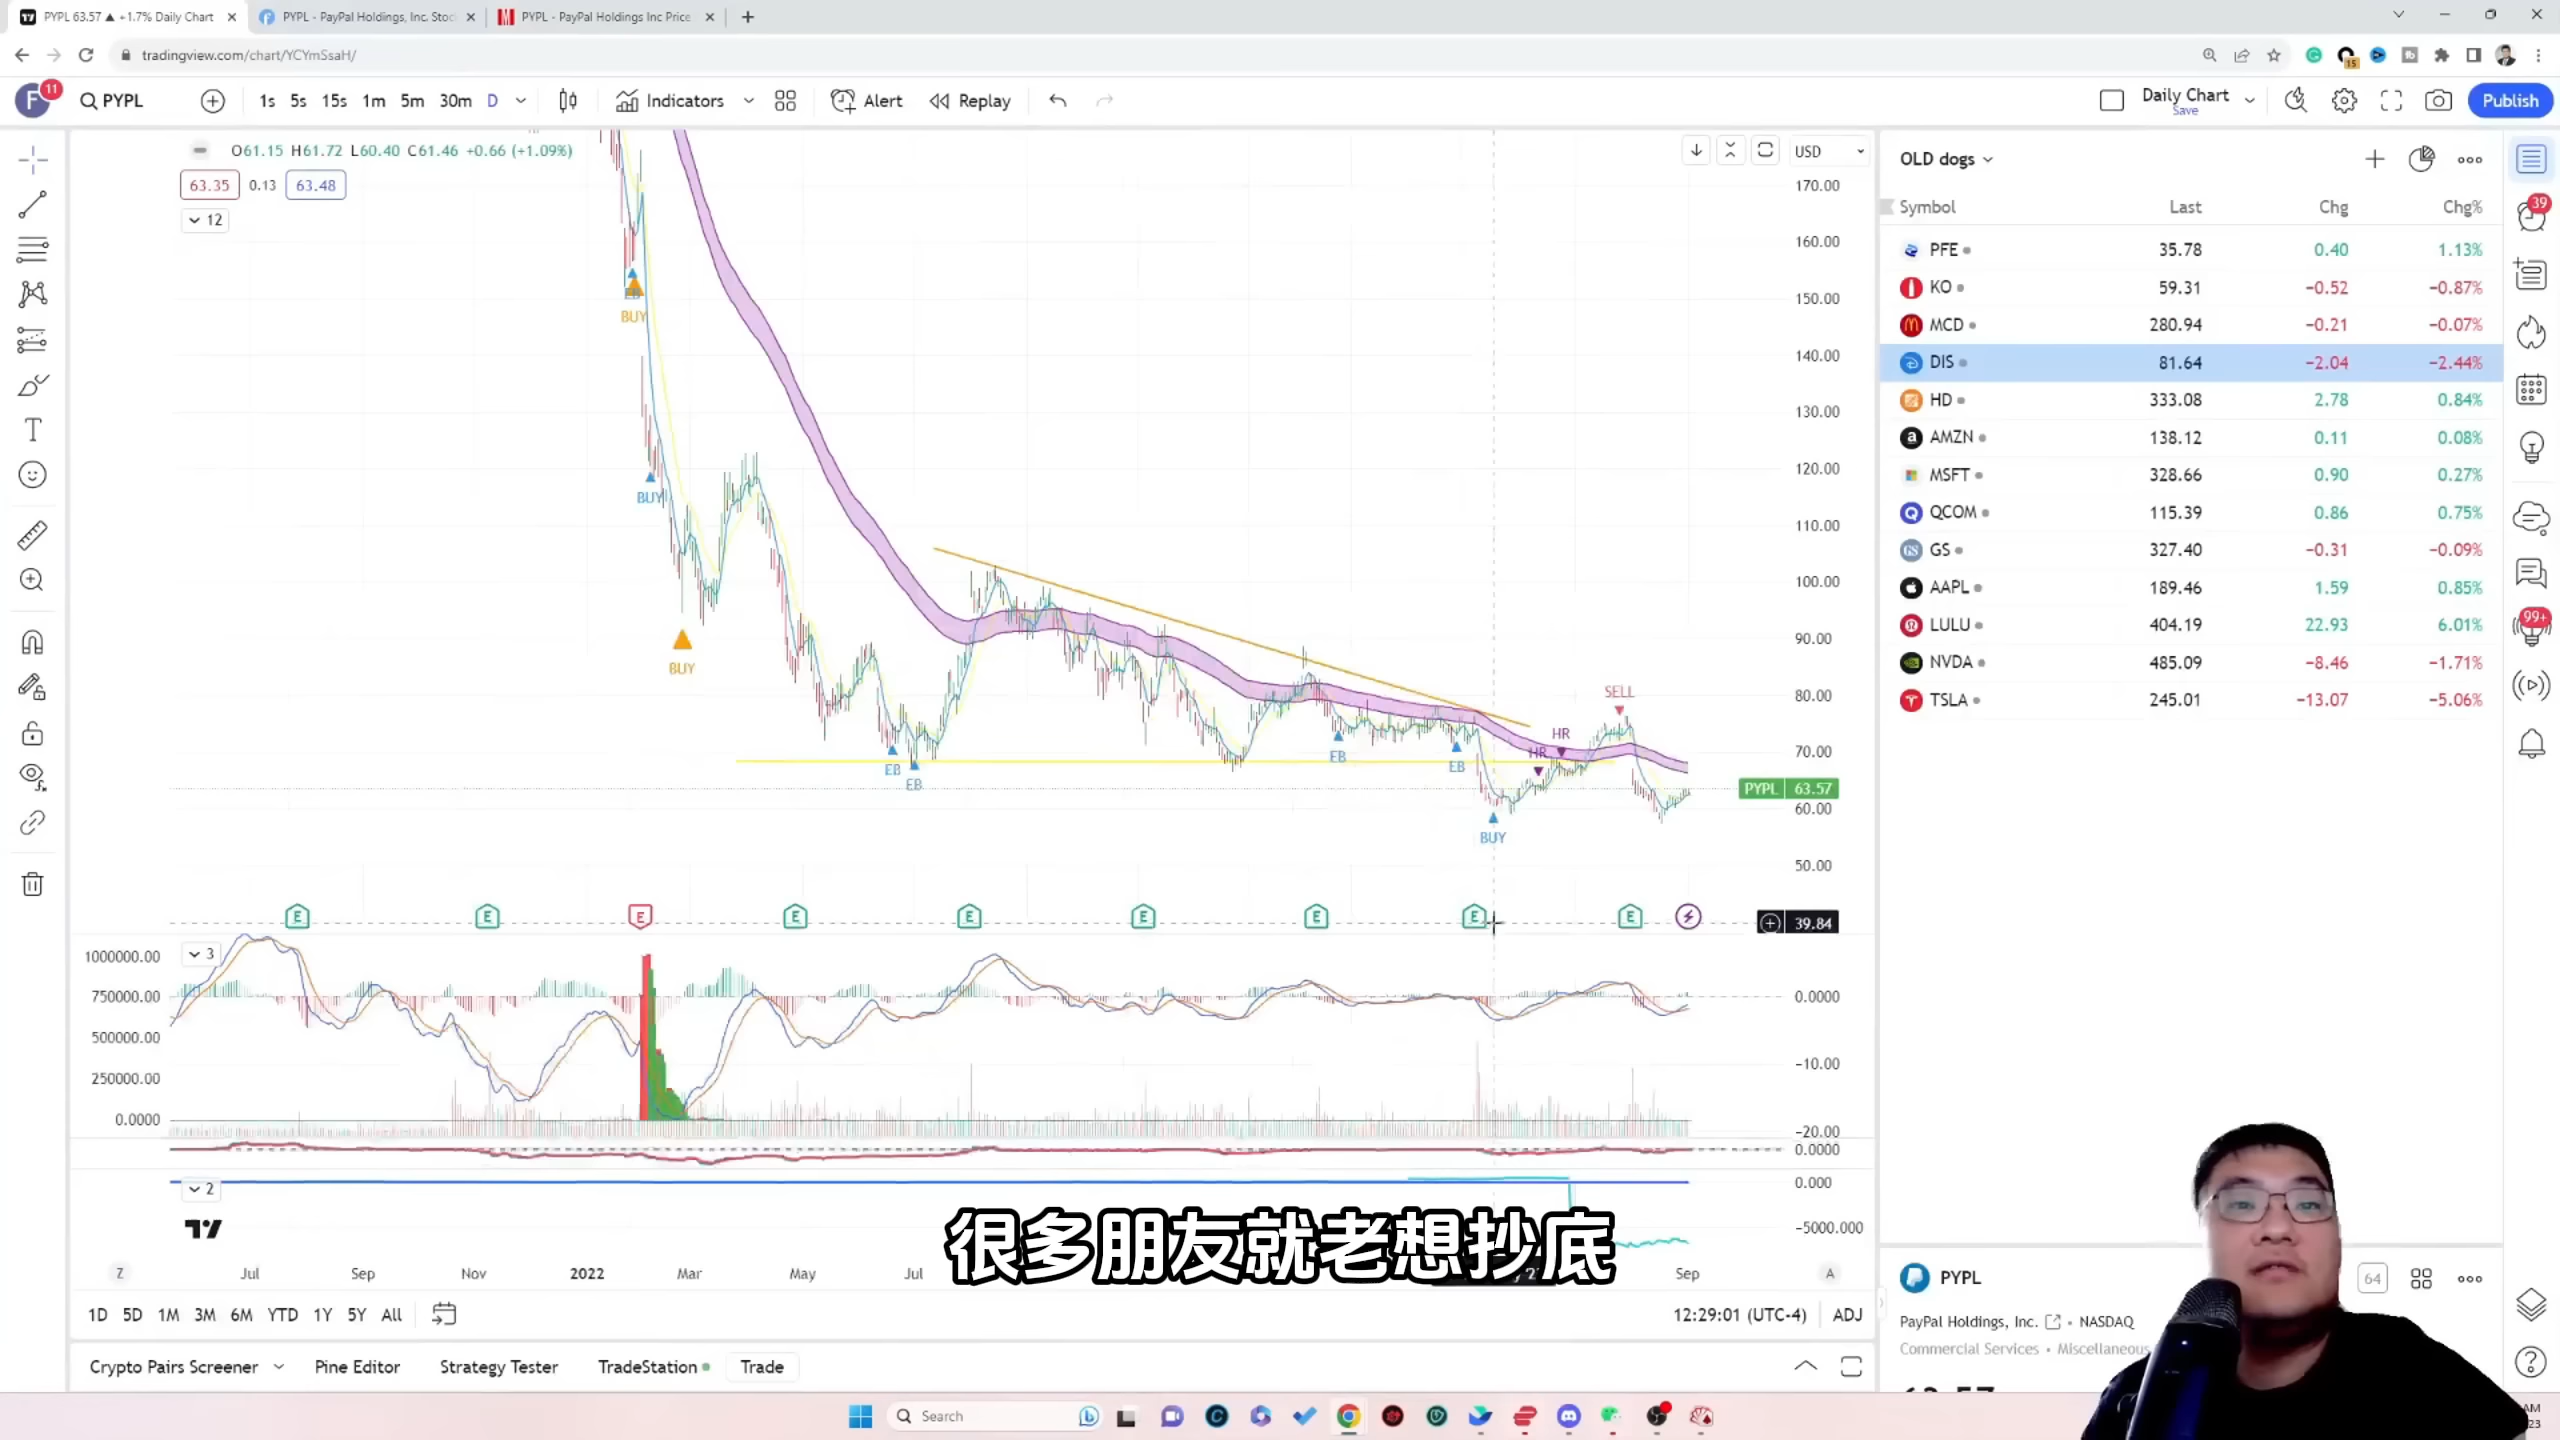 PYPL 63.57 ▲ +1.7% Daily Chart
PYPL - PayPal Holdings, Inc. Stoc
PYPL - PayPal Holdings Inc Price
tradingview.com/chart/YCYmSsaH/
15
F 11
PYPL
1s 5s 15s 1m 5m 30m D
Indicators
Alert
Replay
Daily Chart
Save
Publish
O61.15 H61.72 L60.40 C61.46 +0.66 (+1.09%)
63.35 0.13 63.48
12
USD
170.00
160.00
150.00
140.00
130.00
120.00
110.00
100.00
90.00
80.00
70.00
PYPL 63.57
60.00
50.00
39.84
BUY
BUY
BUY
EB
EB
EB
EB
BUY
HR
HR
SELL
E E E E E E E E E
3
1000000.00
750000.00
500000.00
250000.00
0.0000
0.0000
−10.00
−20.00
0.0000
2
0.000
−5000.000
很多朋友就老想抄底
Z Jul Sep Nov 2022 Mar May Jul Sep A
1D 5D 1M 3M 6M YTD 1Y 5Y All
12:29:01 (UTC-4) ADJ
Crypto Pairs Screener Pine Editor Strategy Tester TradeStation Trade
OLD dogs
Symbol Last Chg Chg%
PFE 35.78 0.40 1.13%
KO 59.31 −0.52 −0.87%
MCD 280.94 −0.21 −0.07%
DIS 81.64 −2.04 −2.44%
HD 333.08 2.78 0.84%
AMZN 138.12 0.11 0.08%
MSFT 328.66 0.90 0.27%
QCOM 115.39 0.86 0.75%
GS 327.40 −0.31 −0.09%
AAPL 189.46 1.59 0.85%
LULU 404.19 22.93 6.01%
NVDA 485.09 −8.46 −1.71%
TSLA 245.01 −13.07 −5.06%
39
99+
PYPL
64
PayPal Holdings, Inc. • NASDAQ
Commercial Services • Miscellaneous
Search
AM
23